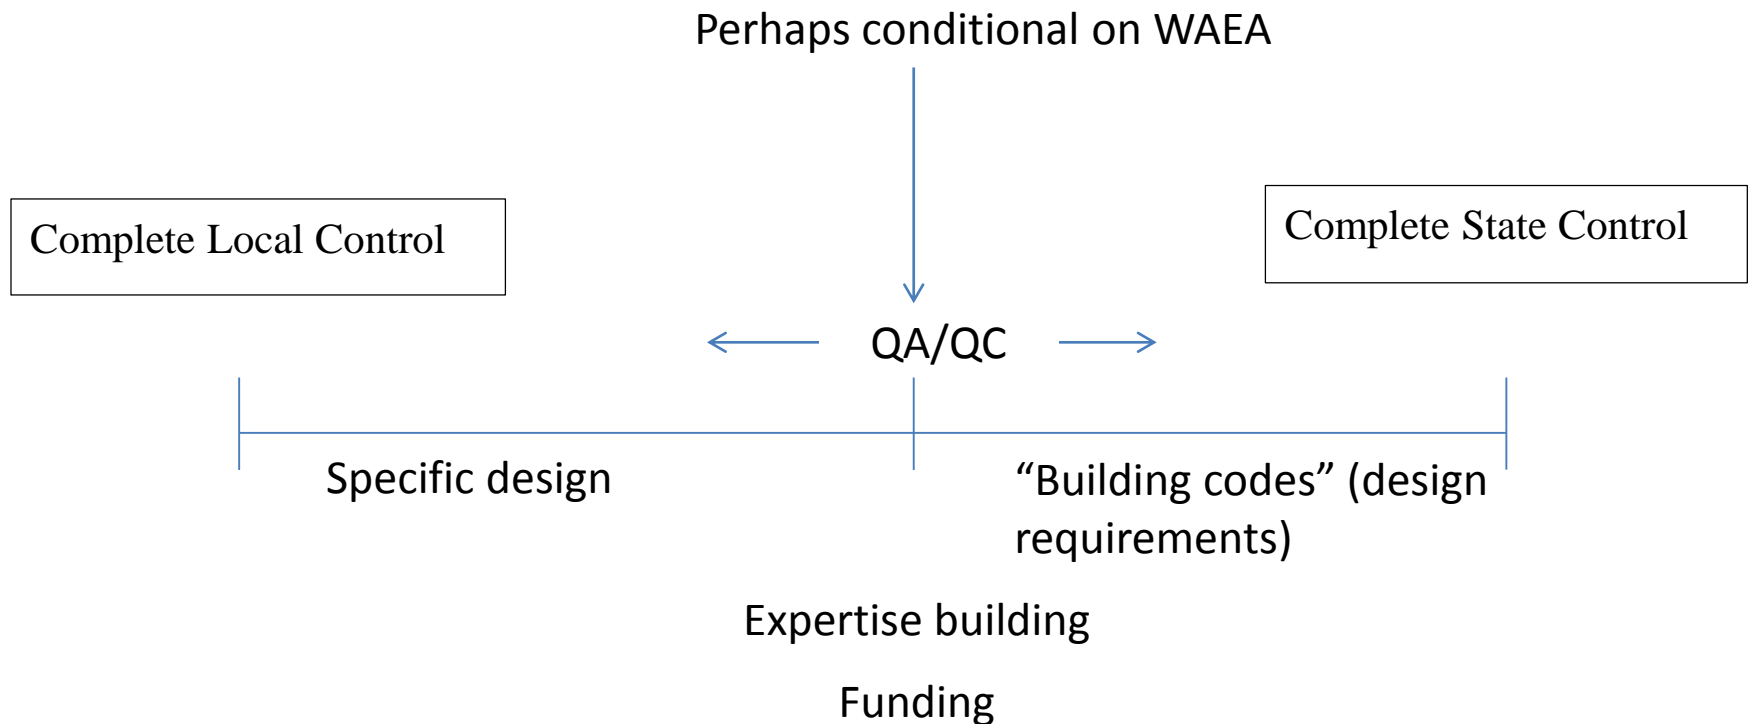 Perhaps conditional on WAEA
Complete Local Control
Complete State Control
QA/QC
Specific design
“Building codes” (design
requirements)
Expertise building
Funding